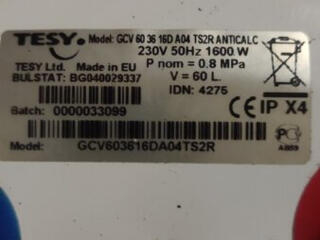 TESY Model: GCV 60 36 16D A04 TS2R ANTICALC
230V 50Hz 1600 W
TESY Ltd. Made in EU P nom = 0.8 MPa
BULSTAT: BG040029337 V = 60 L.
IDN: 4275
Batch: 0000033099
CE IP X4
Model: GCV603616DA04TS2R